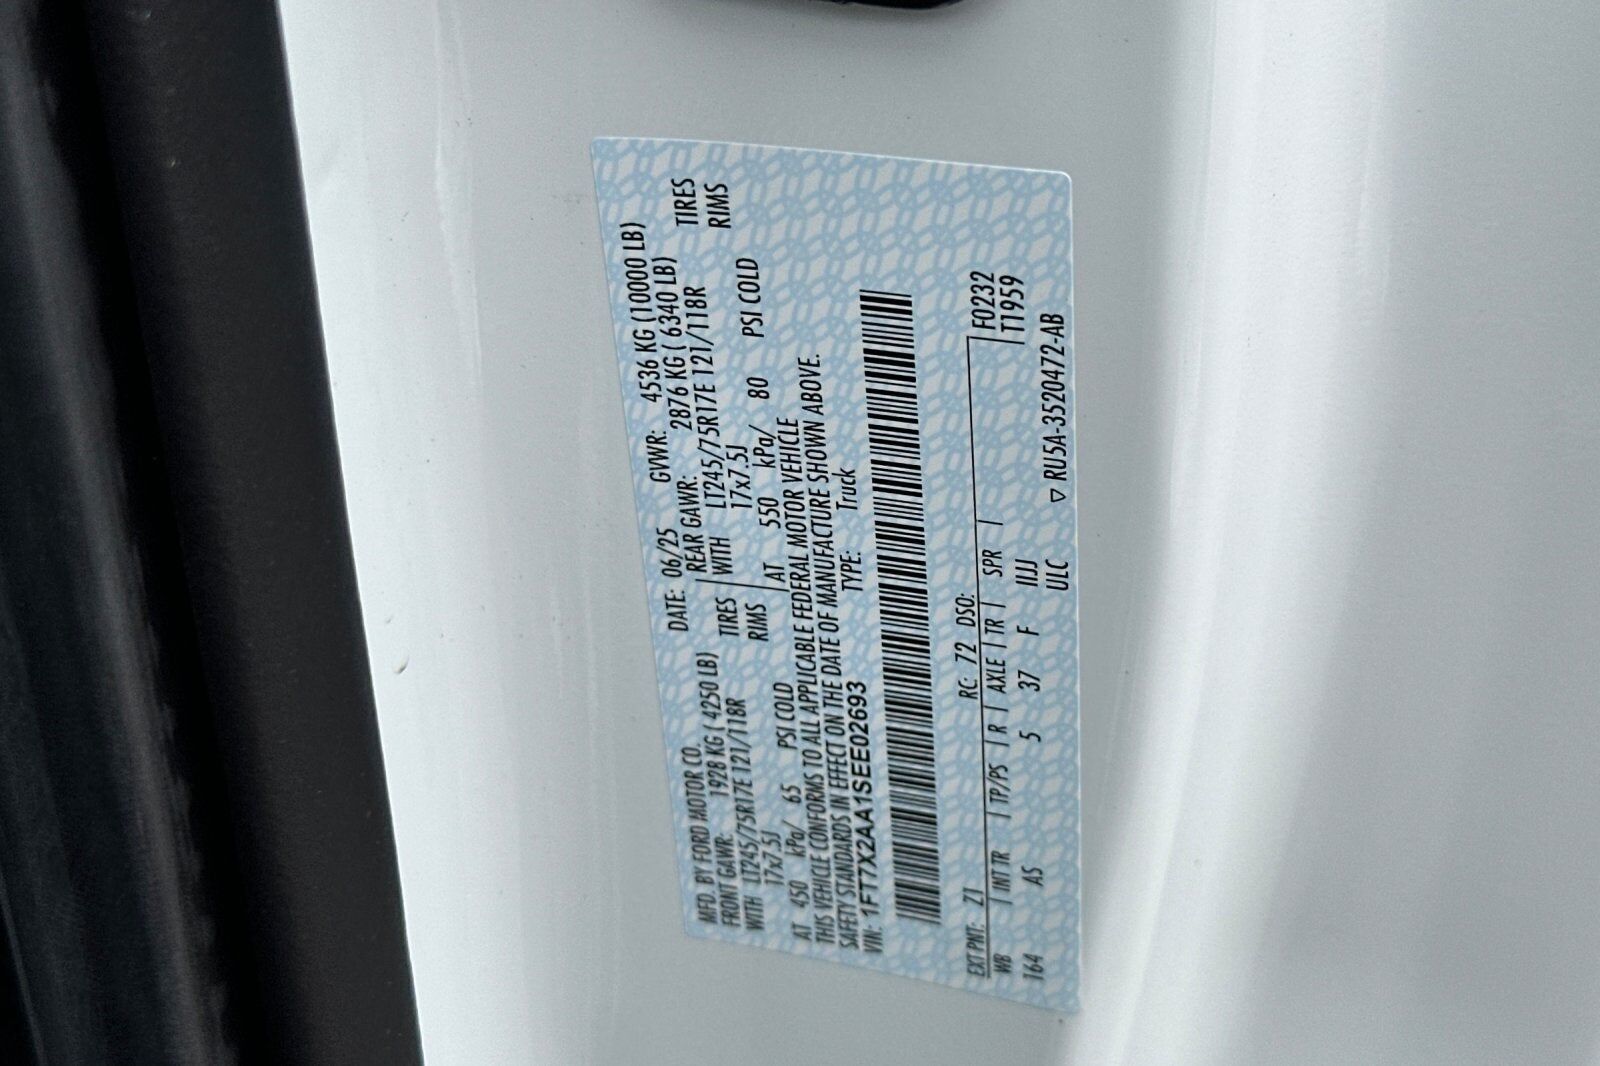 MFD. BY FORD MOTOR CO.
DATE: 06/25 GVWR: 4536 KG (10000 LB)
FRONT GAWR: 1928 KG ( 4250 LB) REAR GAWR: 2876 KG ( 6340 LB)
WITH LT245/75R17E 121/118R TIRES WITH LT245/75R17E 121/118R TIRES
17x7.5J RIMS 17x7.5J RIMS
AT 450 kPa/ 65 PSI COLD AT 550 kPa/ 80 PSI COLD
THIS VEHICLE CONFORMS TO ALL APPLICABLE FEDERAL MOTOR VEHICLE
SAFETY STANDARDS IN EFFECT ON THE DATE OF MANUFACTURE SHOWN ABOVE.
VIN: 1FT7X2AA1SEE02693 TYPE: Truck
EXT PNT: Z1 RC: 72 DSO: F0232
WB | INT TR | TP/PS | R | AXLE | TR | SPR | T1959
164 AS 5 37 F IIJJ
ULC ▽ RU5A-3520472-AB